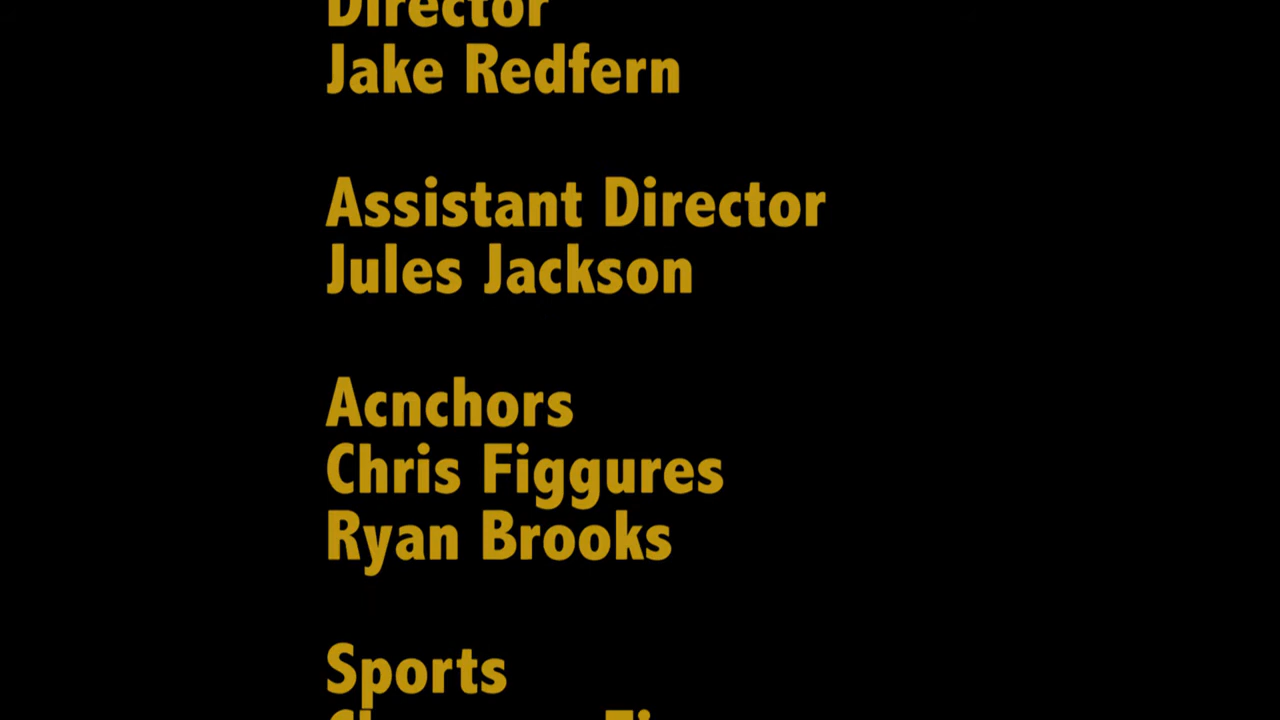 Director
Jake Redfern
Assistant Director
Jules Jackson
Acnchors
Chris Figgures
Ryan Brooks
Sports